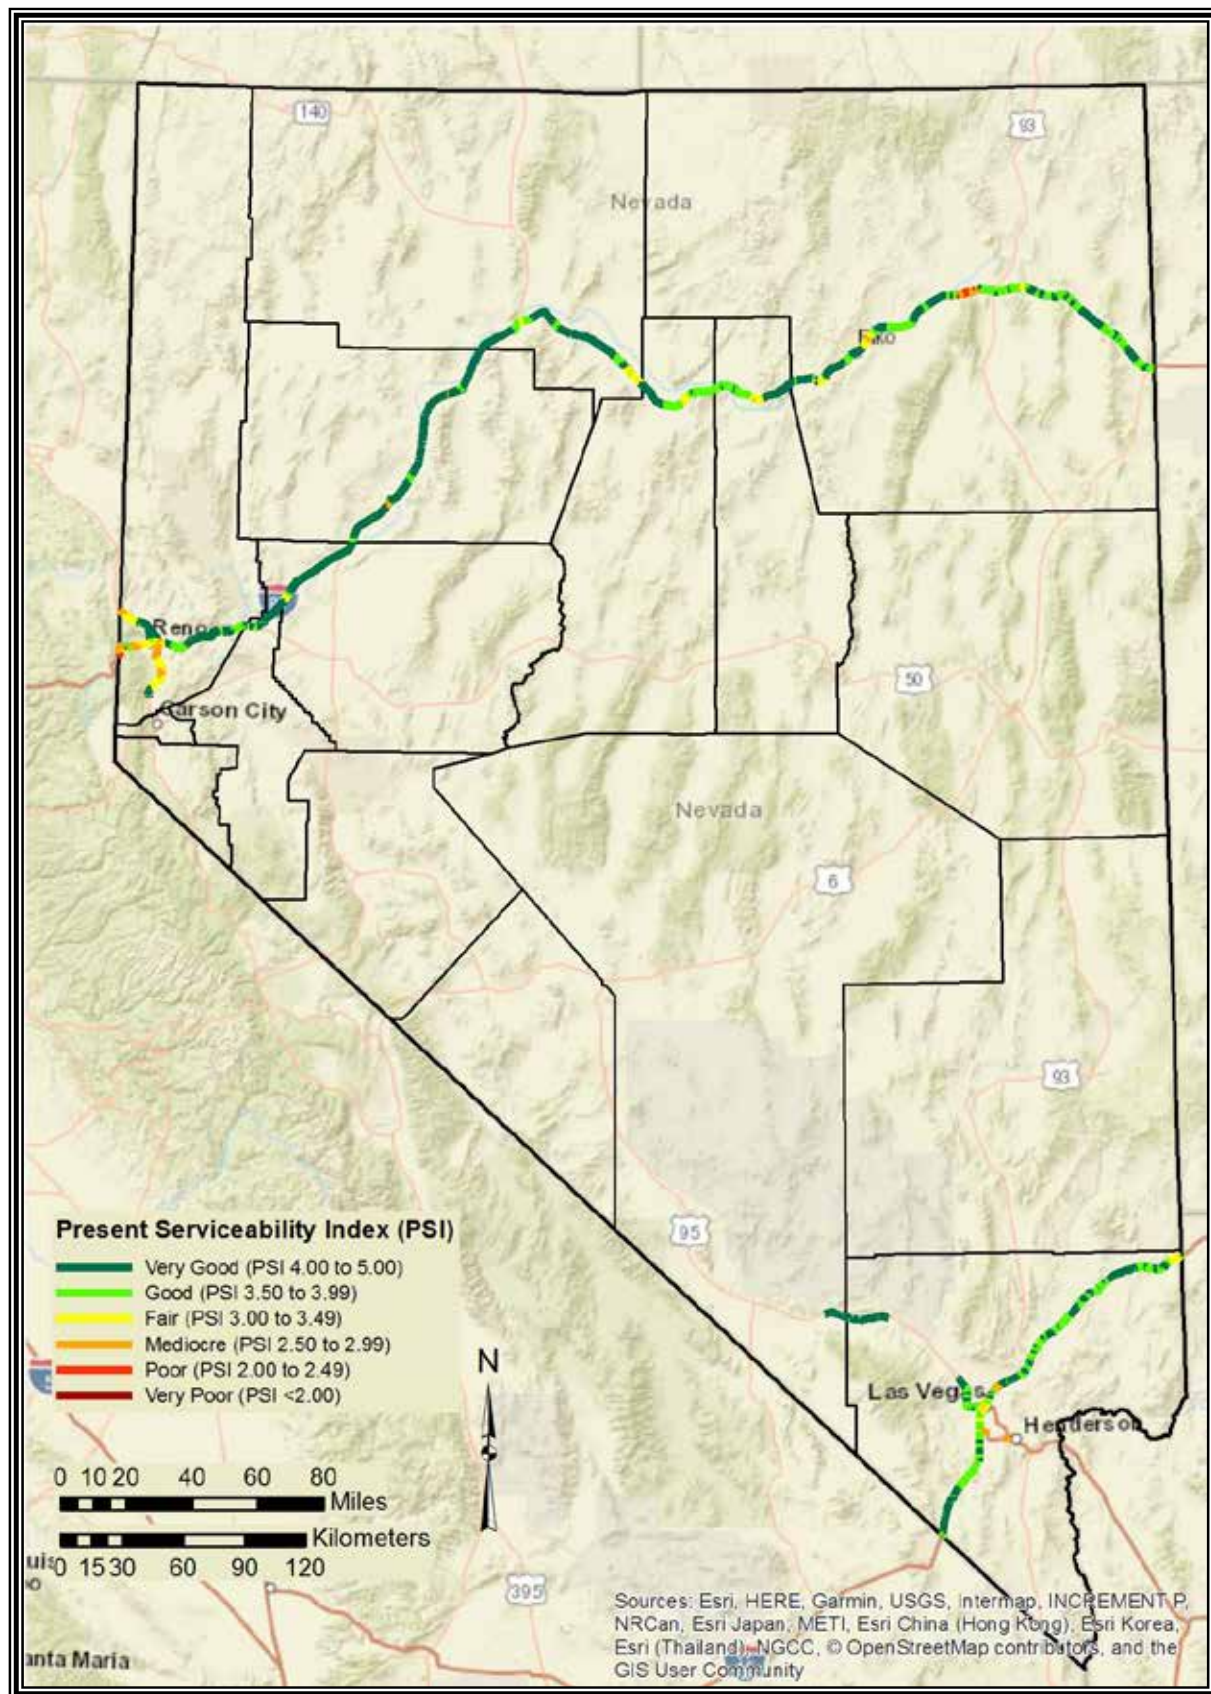 140
93
Nevada
Elko
Reno
Carson City
50
Nevada
6
93
95
Present Serviceability Index (PSI)
Very Good (PSI 4.00 to 5.00)
Good (PSI 3.50 to 3.99)
Fair (PSI 3.00 to 3.49)
Mediocre (PSI 2.50 to 2.99)
Poor (PSI 2.00 to 2.49)
Very Poor (PSI <2.00)
N
Las Vegas
Henderson
0 10 20 40 60 80
Miles
Kilometers
0 15 30 60 90 120
uis
395
anta Maria
Sources: Esri, HERE, Garmin, USGS, Intermap, INCREMENT P,
NRCan, Esri Japan, METI, Esri China (Hong Kong), Esri Korea,
Esri (Thailand), NGCC, © OpenStreetMap contributors, and the
GIS User Community